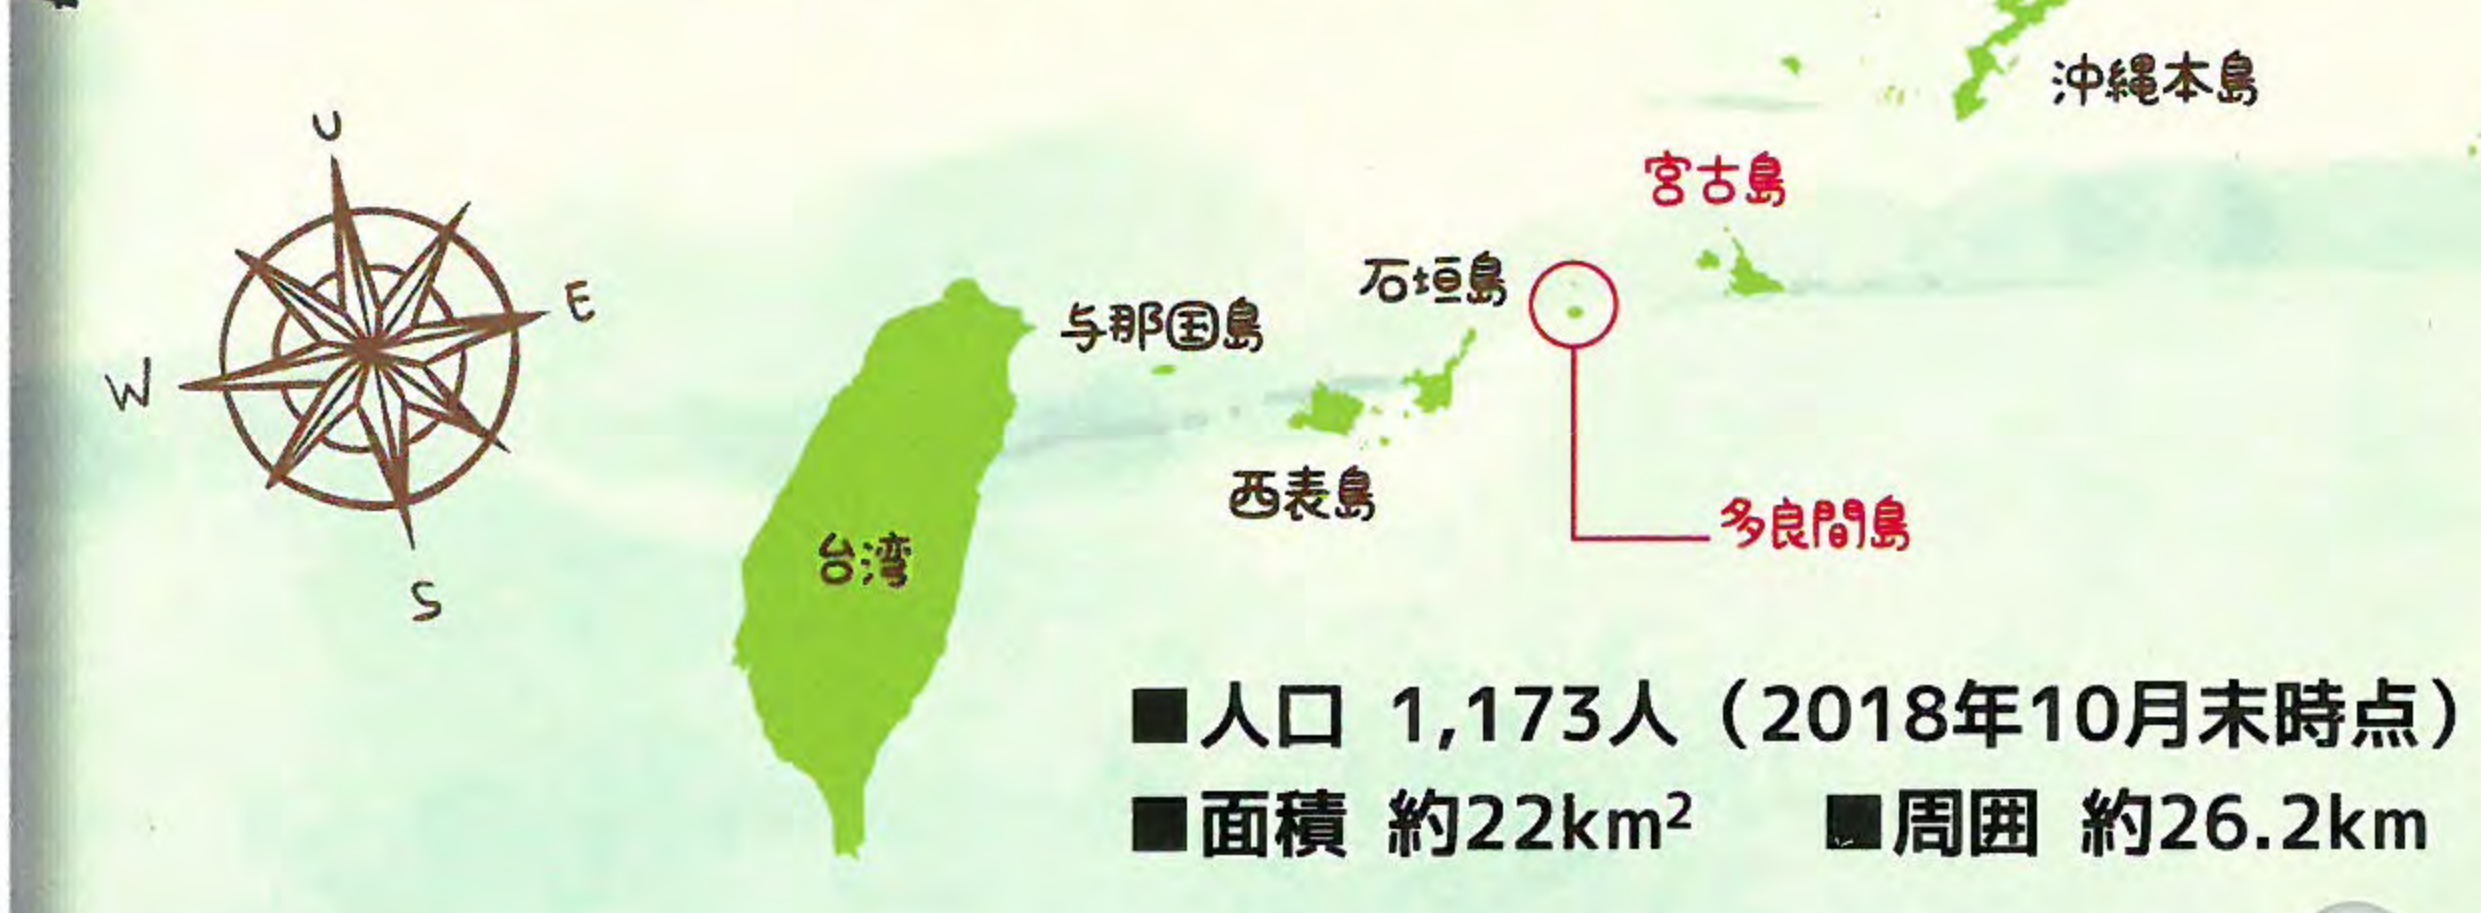 沖縄本島
宮古島
石垣島
与那国島
西表島
多良間島
台湾
U
E
W
S
■人口 1,173人（2018年10月末時点）
■面積 約22km²　■周囲 約26.2km